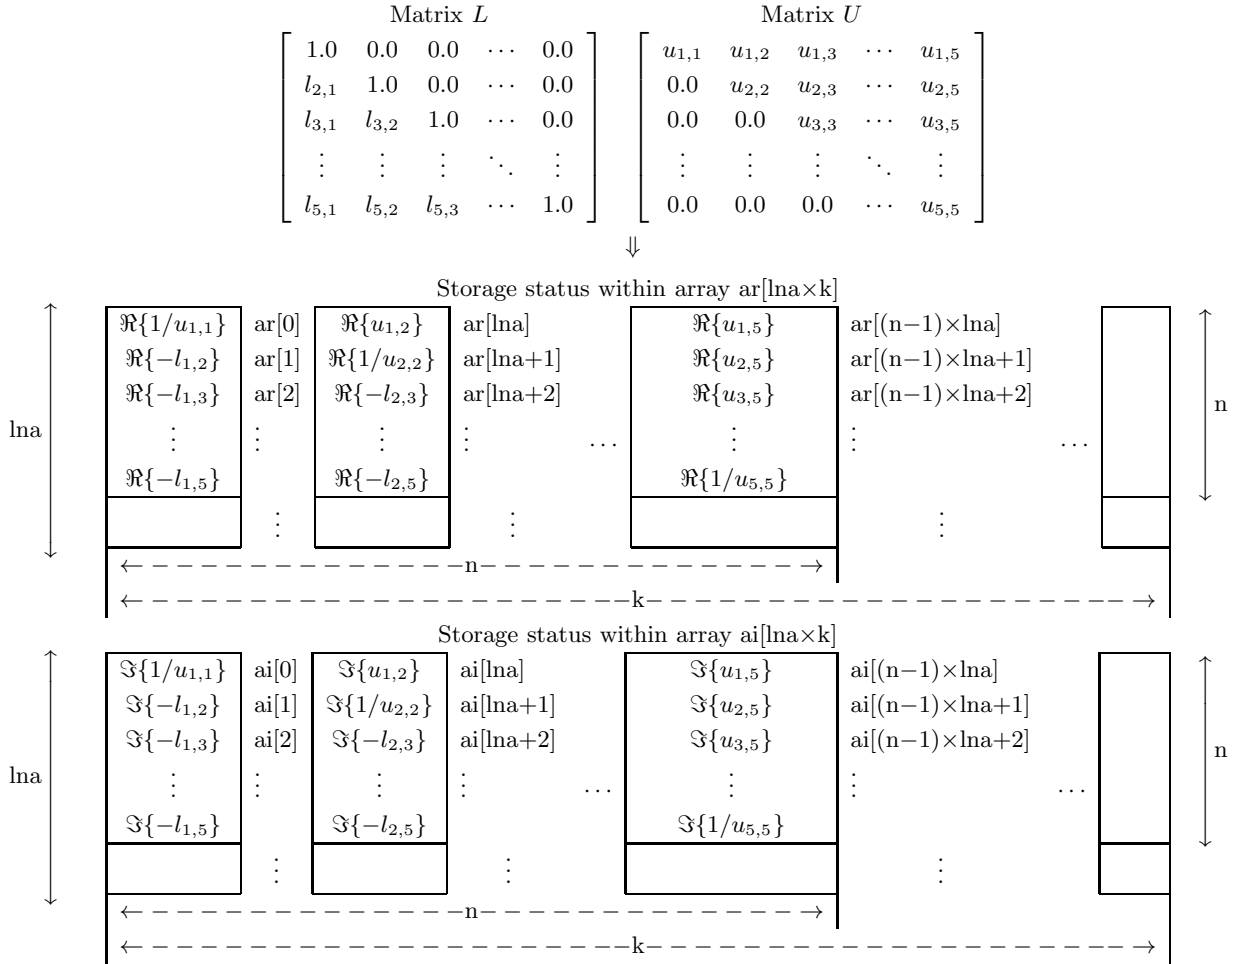 Matrix L Matrix U
1.0 0.0 0.0 ⋯ 0.0 u1,1 u1,2 u1,3 ⋯ u1,5
l2,1 1.0 0.0 ⋯ 0.0 0.0 u2,2 u2,3 ⋯ u2,5
l3,1 l3,2 1.0 ⋯ 0.0 0.0 0.0 u3,3 ⋯ u3,5
⋮ ⋮ ⋮ ⋱ ⋮ ⋮ ⋮ ⋮ ⋱ ⋮
l5,1 l5,2 l5,3 ⋯ 1.0 0.0 0.0 0.0 ⋯ u5,5
⇓
Storage status within array ar[lna×k]
ℜ{1/u1,1} ar[0] ℜ{u1,2} ar[lna] ℜ{u1,5} ar[(n−1)×lna]
ℜ{−l1,2} ar[1] ℜ{1/u2,2} ar[lna+1] ℜ{u2,5} ar[(n−1)×lna+1]
ℜ{−l1,3} ar[2] ℜ{−l2,3} ar[lna+2] ℜ{u3,5} ar[(n−1)×lna+2]
lna ⋮ ⋮ ⋮ ⋮ ⋯ ⋮ ⋮ ⋯ n
ℜ{−l1,5} ℜ{−l2,5} ℜ{1/u5,5}
⋮ ⋮ ⋮
n
k
Storage status within array ai[lna×k]
ℑ{1/u1,1} ai[0] ℑ{u1,2} ai[lna] ℑ{u1,5} ai[(n−1)×lna]
ℑ{−l1,2} ai[1] ℑ{1/u2,2} ai[lna+1] ℑ{u2,5} ai[(n−1)×lna+1]
ℑ{−l1,3} ai[2] ℑ{−l2,3} ai[lna+2] ℑ{u3,5} ai[(n−1)×lna+2]
lna ⋮ ⋮ ⋮ ⋮ ⋯ ⋮ ⋮ ⋯ n
ℑ{−l1,5} ℑ{−l2,5} ℑ{1/u5,5}
⋮ ⋮ ⋮
n
k